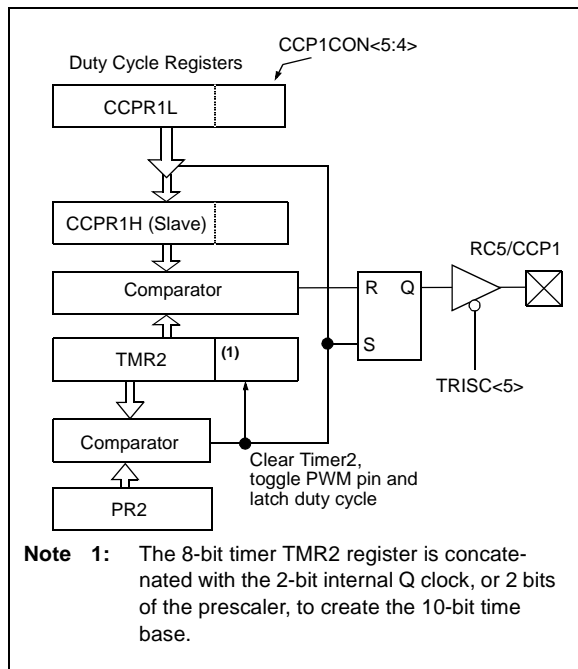 CCP1CON<5:4>
Duty Cycle Registers
CCPR1L
CCPR1H (Slave)
RC5/CCP1
Comparator
R Q
TMR2 (1)
S
TRISC<5>
Comparator
Clear Timer2,
toggle PWM pin and
latch duty cycle
PR2
Note 1: The 8-bit timer TMR2 register is concate-
nated with the 2-bit internal Q clock, or 2 bits
of the prescaler, to create the 10-bit time
base.